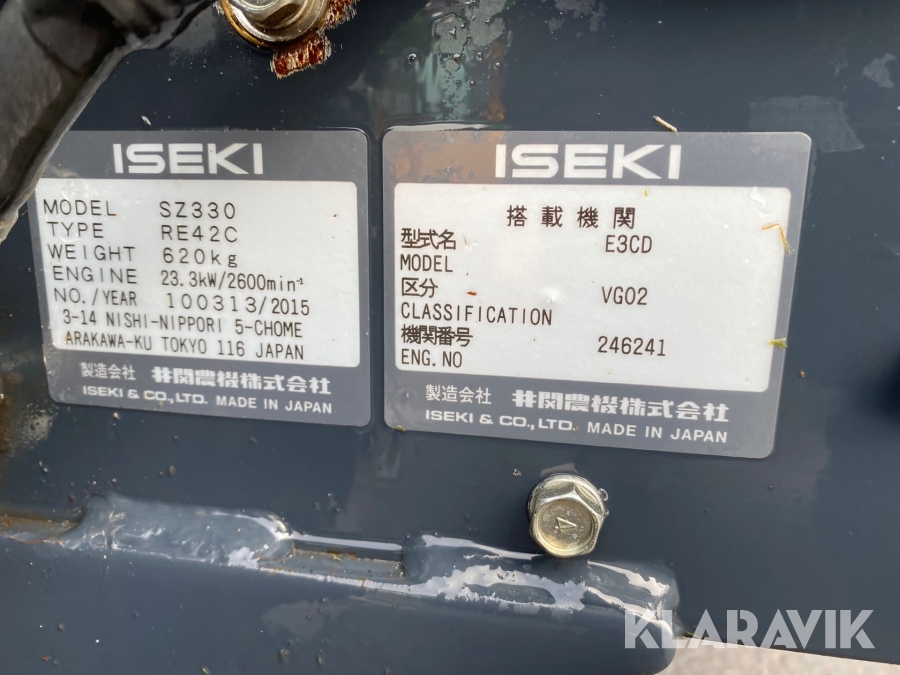 ISEKI
MODEL SZ330
TYPE RE42C
WEIGHT 620kg
ENGINE 23.3kW/2600min⁻¹
NO./YEAR 100313/2015
3-14 NISHI-NIPPORI 5-CHOME
ARAKAWA-KU TOKYO 116 JAPAN
製造会社 井関農機株式会社
ISEKI & CO., LTD. MADE IN JAPAN
ISEKI
搭載機関
型式名 E3CD
MODEL
区分 VG02
CLASSIFICATION
機関番号 246241
ENG. NO
製造会社 井関農機株式会社
ISEKI & CO., LTD. MADE IN JAPAN
4
KLARAVIK